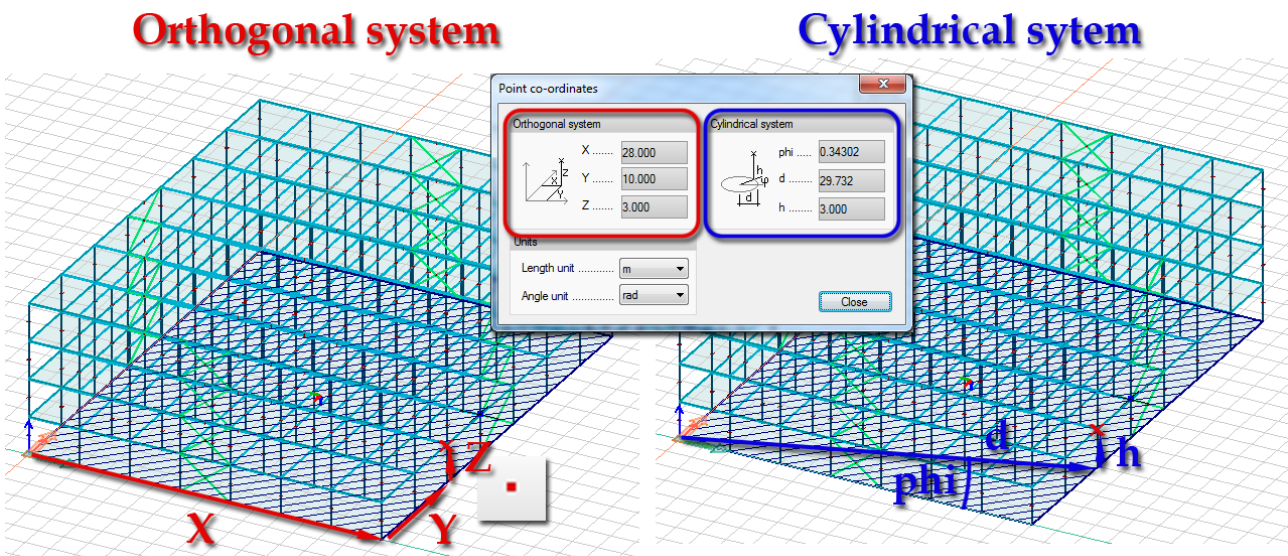 Orthogonal system
Cylindrical sytem
Point co-ordinates
Orthogonal system
X ....... 28.000
Y ....... 10.000
Z ....... 3.000
X
Y
Z
Cylindrical system
phi ..... 0.34302
d ........ 29.732
h ........ 3.000
h
φ
d
Units
Length unit ............ m
Angle unit ............. rad
Close
X
Y
Z
d
phi
h